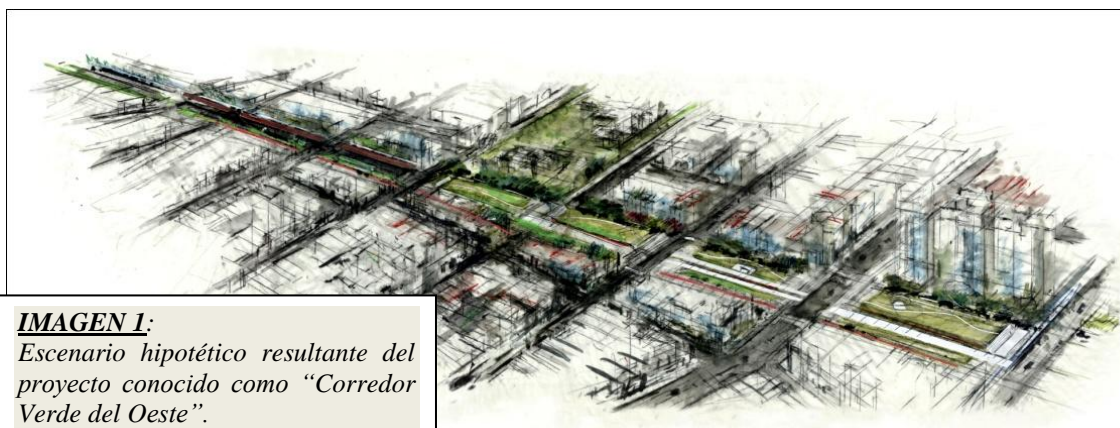 IMAGEN 1:
Escenario hipotético resultante del
proyecto conocido como “Corredor
Verde del Oeste”.